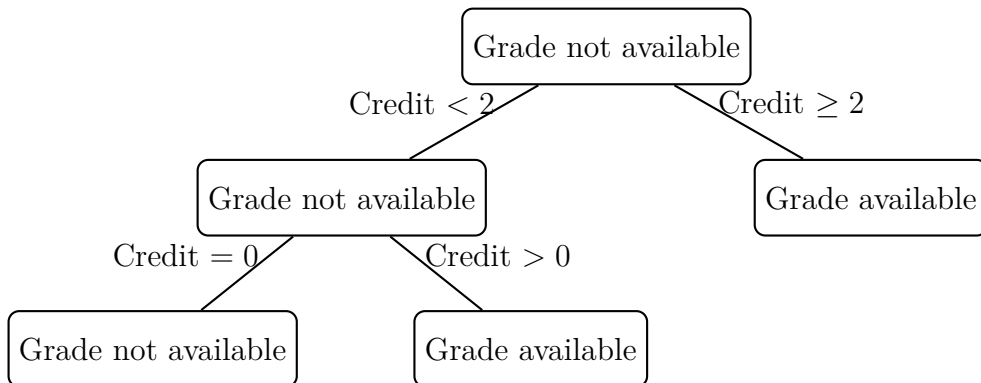 Grade not available
Credit < 2
Credit ≥ 2
Grade not available
Grade available
Credit = 0
Credit > 0
Grade not available
Grade available